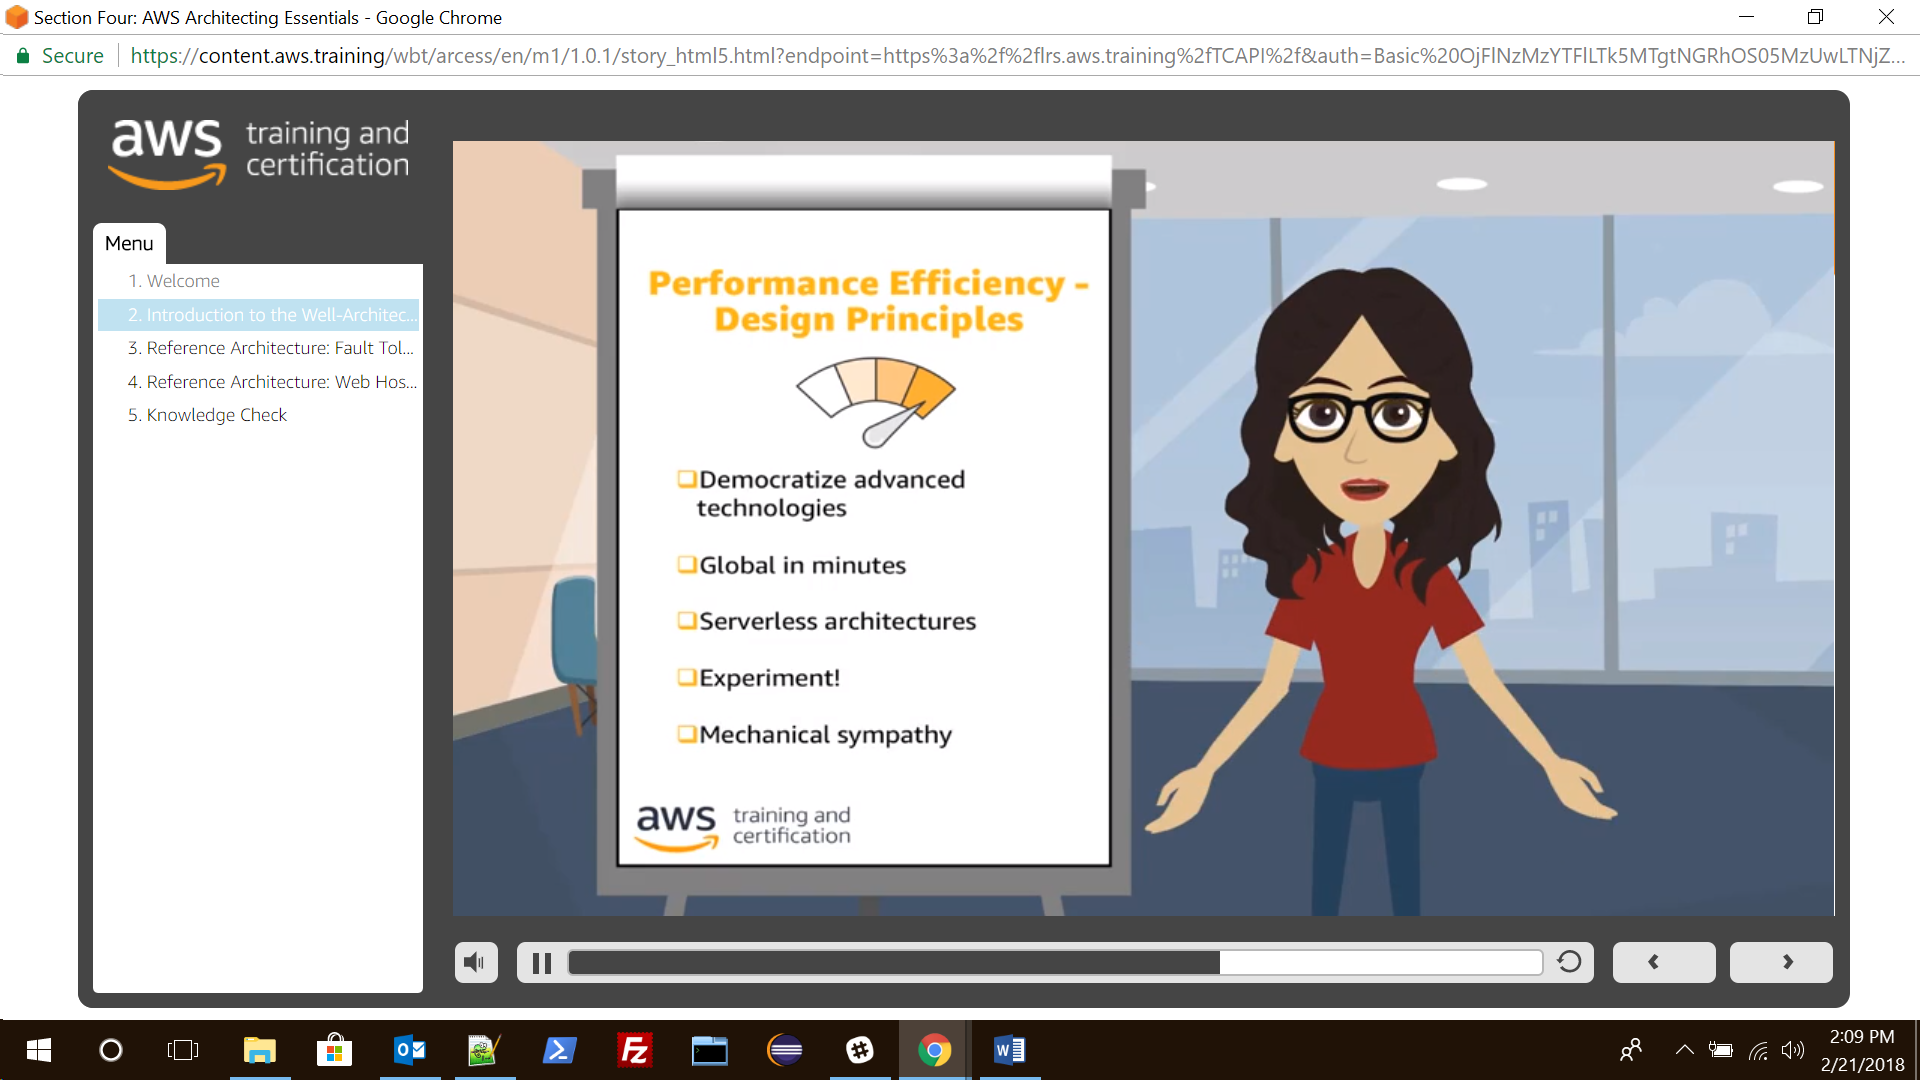 Section Four: AWS Architecting Essentials - Google Chrome
Secure
https://content.aws.training/wbt/arcess/en/m1/1.0.1/story_html5.html?endpoint=https%3a%2f%2flrs.aws.training%2fTCAPI%2f&auth=Basic%20OjFlNzMzYTFlLTk5MTgtNGRhOS05MzUwLTNjZ...
aws training and
certification
Menu
1. Welcome
2. Introduction to the Well-Architec...
3. Reference Architecture: Fault Tol...
4. Reference Architecture: Web Hos...
5. Knowledge Check
Performance Efficiency –
Design Principles
Democratize advanced
technologies
Global in minutes
Serverless architectures
Experiment!
Mechanical sympathy
aws training and
certification
2:09 PM
2/21/2018